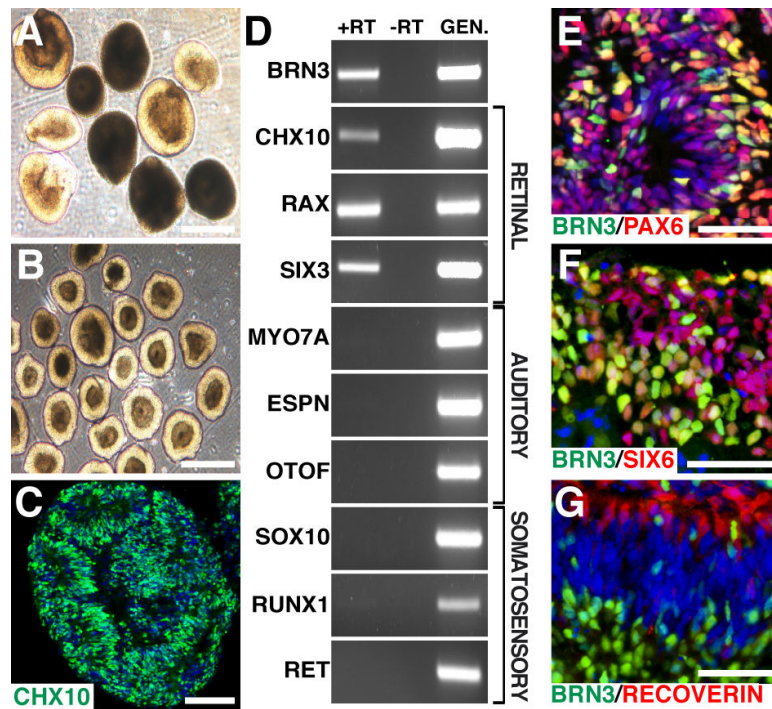 A
B
C
CHX10
D
+RT -RT GEN.
BRN3
CHX10
RAX
SIX3
MYO7A
ESPN
OTOF
SOX10
RUNX1
RET
RETINAL
AUDITORY
SOMATOSENSORY
E
BRN3/PAX6
F
BRN3/SIX6
G
BRN3/RECOVERIN